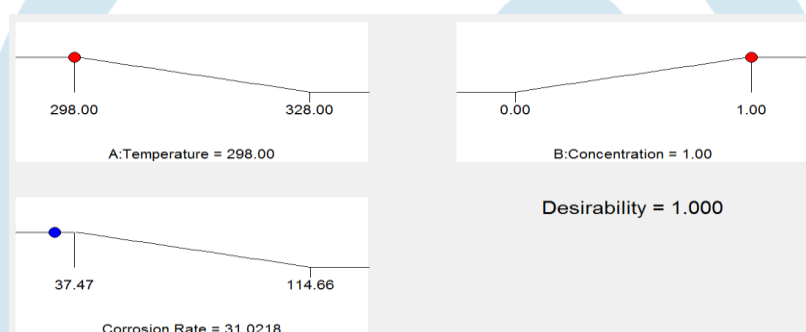 298.00 328.00
A:Temperature = 298.00
0.00 1.00
B:Concentration = 1.00
37.47 114.66
Corrosion Rate = 31.0218
Desirability = 1.000